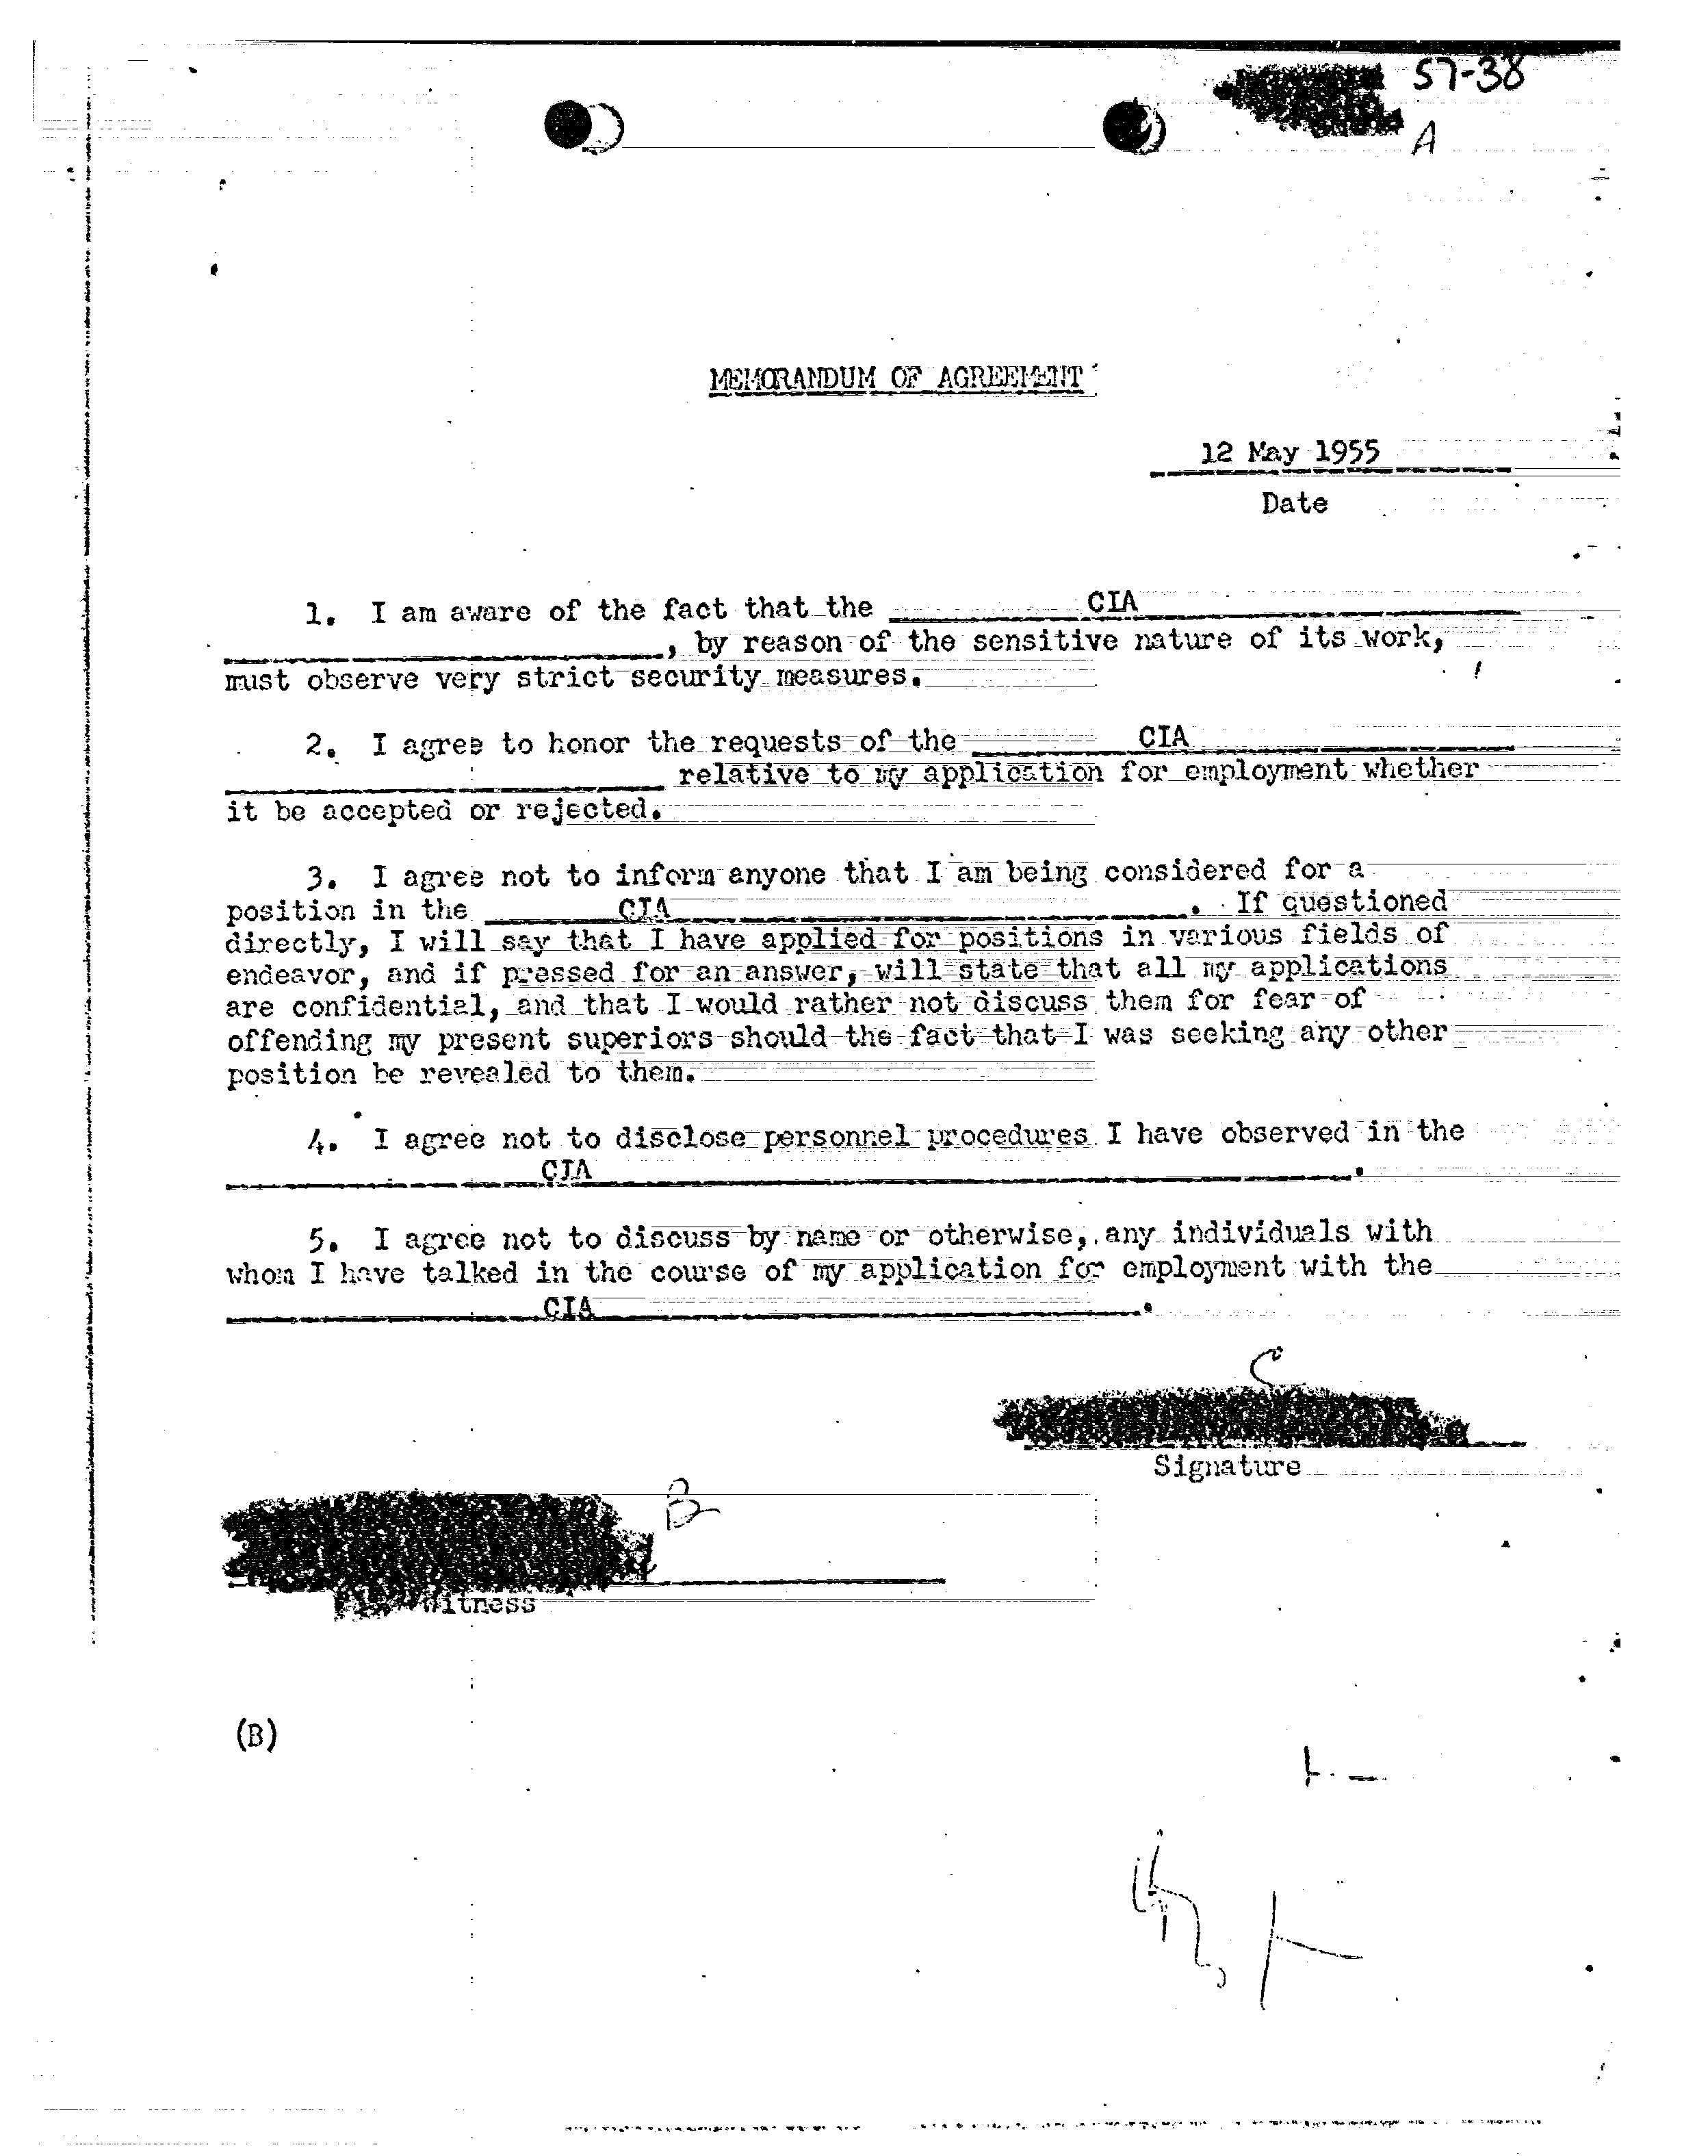 57-38
A
MEMORANDUM OF AGREEMENT
12 May 1955
Date
1. I am aware of the fact that the CIA
, by reason of the sensitive nature of its work,
must observe very strict security measures.
2. I agree to honor the requests of the CIA
relative to my application for employment whether
it be accepted or rejected.
3. I agree not to inform anyone that I am being considered for a
position in the CIA. If questioned
directly, I will say that I have applied for positions in various fields of
endeavor, and if pressed for an answer, will state that all my applications
are confidential, and that I would rather not discuss them for fear of
offending my present superiors should the fact that I was seeking any other
position be revealed to them.
4. I agree not to disclose personnel procedures I have observed in the
CIA.
5. I agree not to discuss by name or otherwise, any individuals with
whom I have talked in the course of my application for employment with the
CIA.
C
Signature
B
Witness
(B)